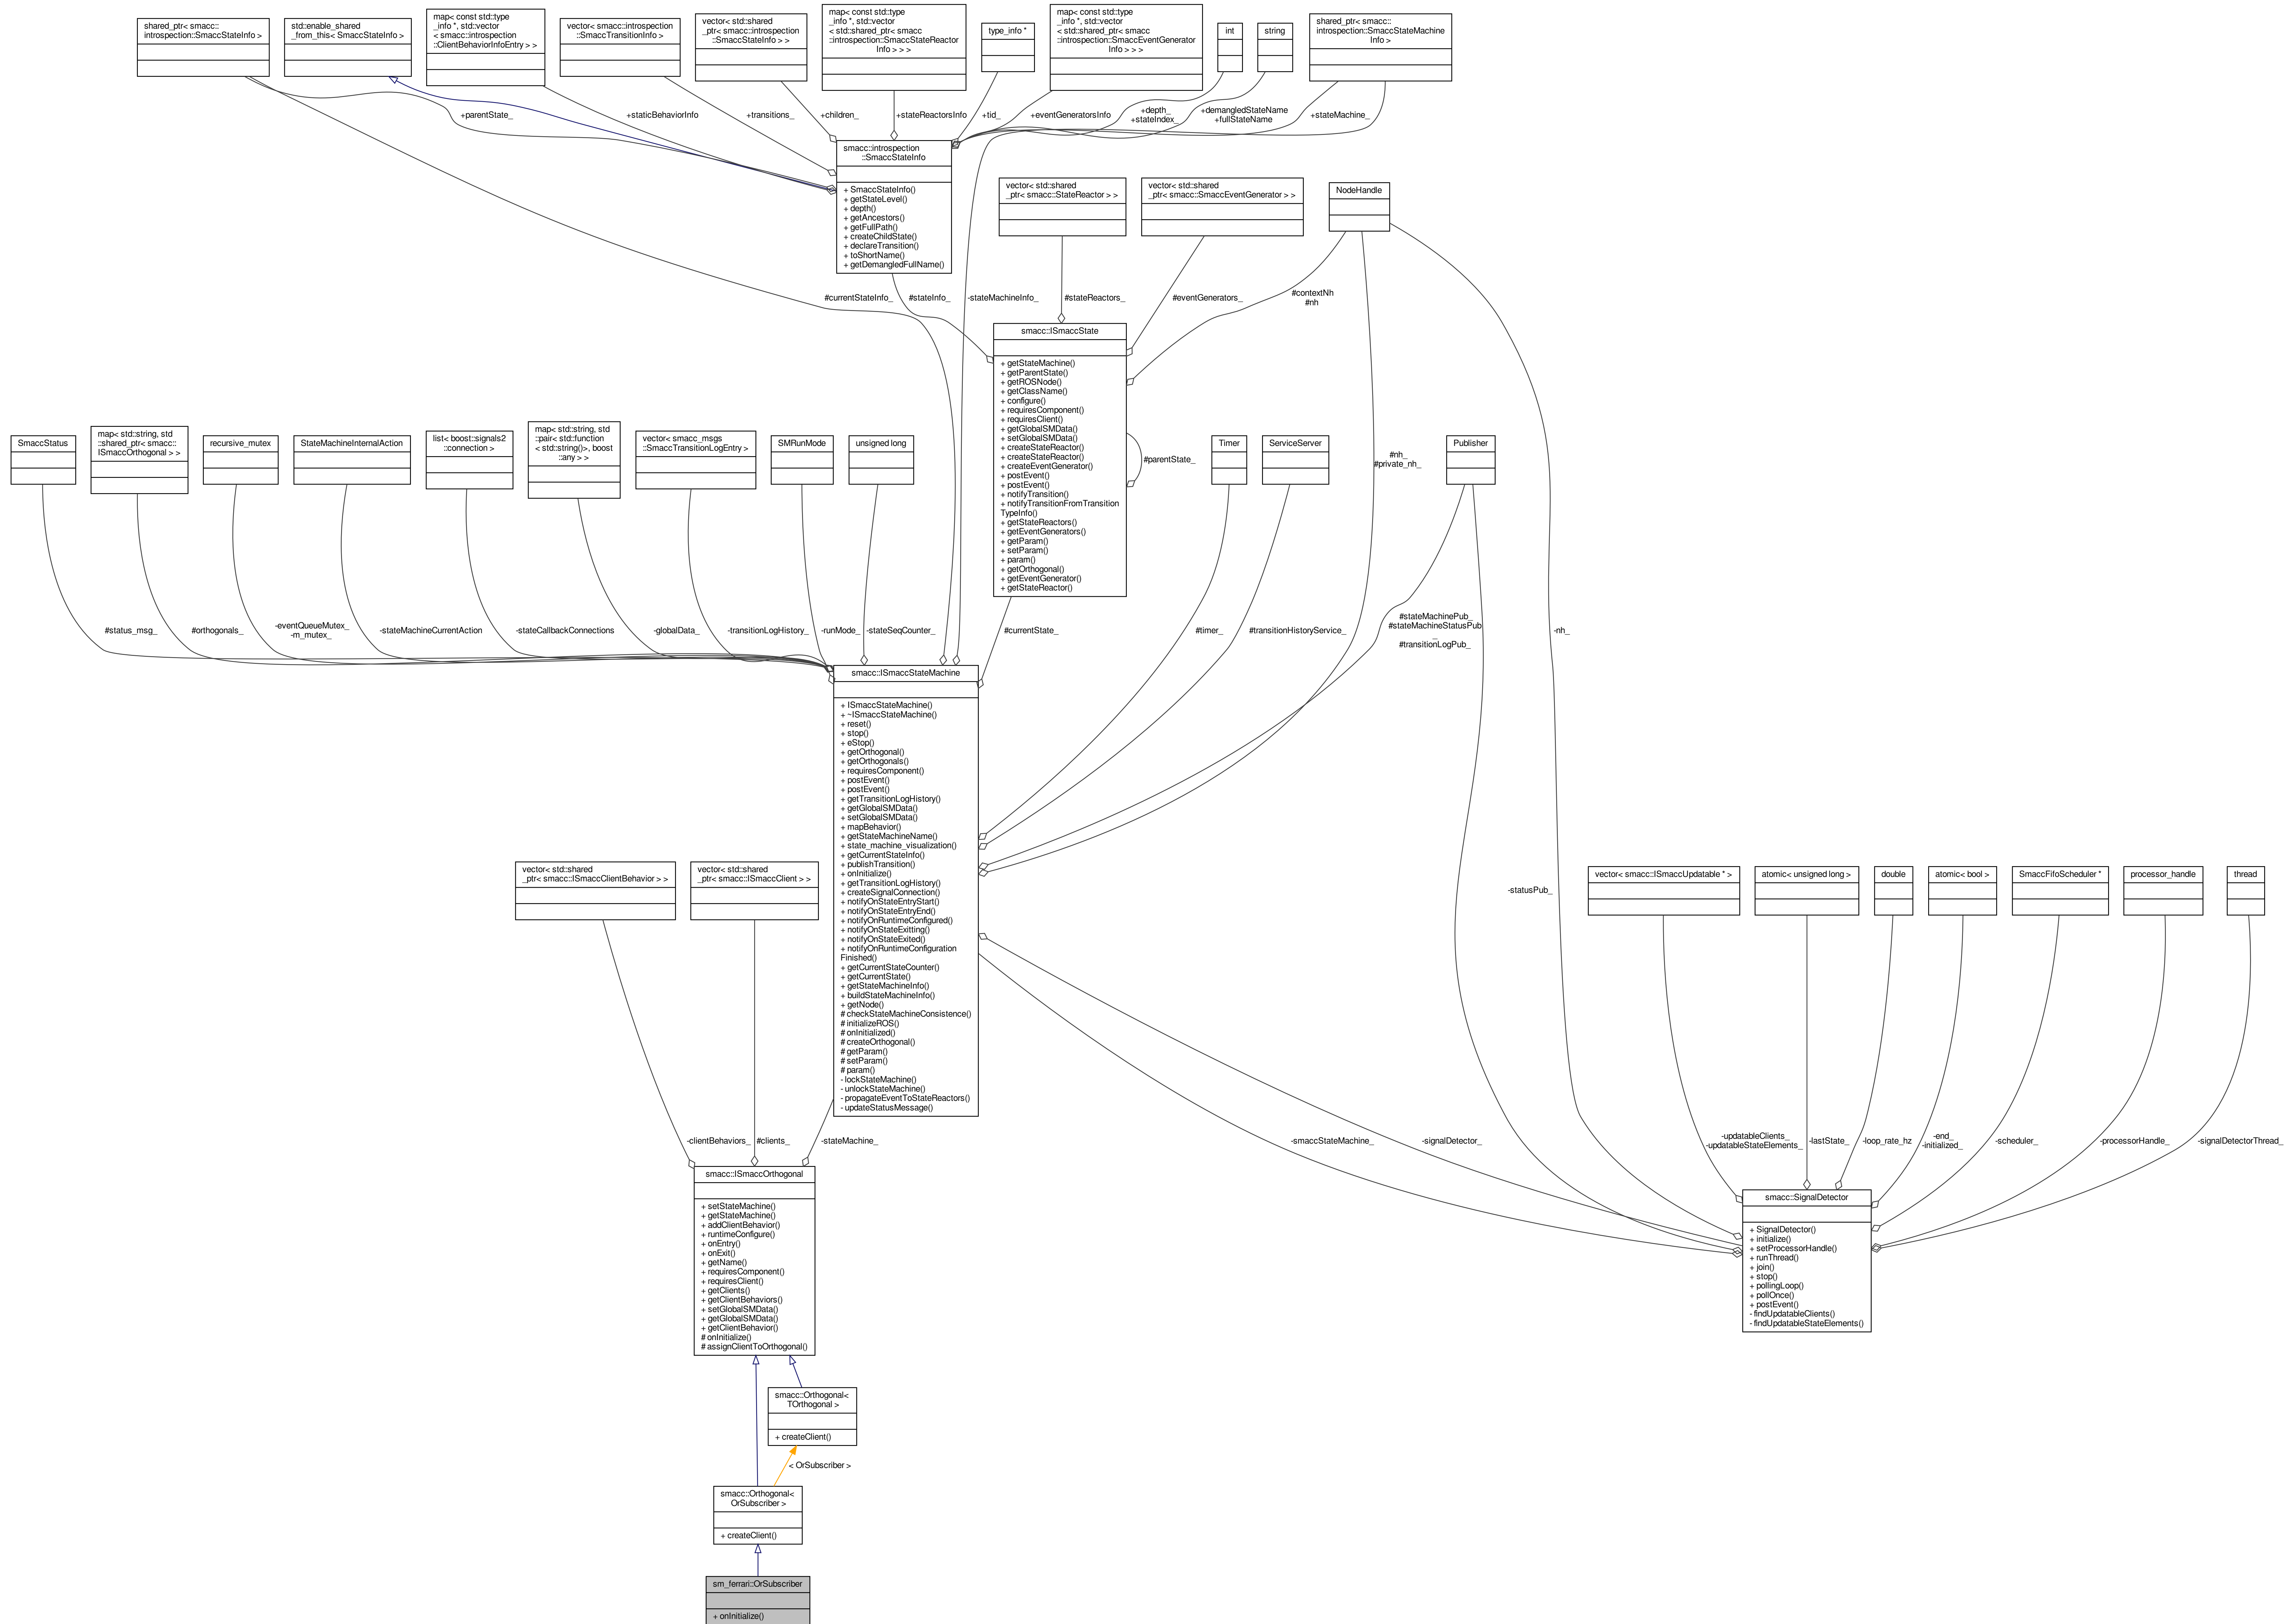 shared_ptr< smacc::
introspection::SmaccStateInfo >
std::enable_shared
_from_this< SmaccStateInfo >
map< const std::type
_info *, std::vector
< smacc::introspection
::ClientBehaviorInfoEntry > >
vector< smacc::introspection
::SmaccTransitionInfo >
vector< std::shared
_ptr< smacc::introspection
::SmaccStateInfo > >
map< const std::type
_info *, std::vector
< std::shared_ptr< smacc
::introspection::SmaccStateReactor
Info > > >
type_info *
map< const std::type
_info *, std::vector
< std::shared_ptr< smacc
::introspection::SmaccEventGenerator
Info > > >
int
string
shared_ptr< smacc::
introspection::SmaccStateMachine
Info >
+parentState_
+staticBehaviorInfo
+transitions_
+children_
+stateReactorsInfo
+tid_
+eventGeneratorsInfo
+depth_
+stateIndex_
+demangledStateName
+fullStateName
+stateMachine_
smacc::introspection
::SmaccStateInfo
+ SmaccStateInfo()
+ getStateLevel()
+ depth()
+ getAncestors()
+ getFullPath()
+ createChildState()
+ declareTransition()
+ toShortName()
+ getDemangledFullName()
vector< std::shared
_ptr< smacc::StateReactor > >
vector< std::shared
_ptr< smacc::SmaccEventGenerator > >
NodeHandle
#currentStateInfo_
#stateInfo_
-stateMachineInfo_
#stateReactors_
#eventGenerators_
#contextNh
#nh
smacc::ISmaccState
+ getStateMachine()
+ getParentState()
+ getROSNode()
+ getClassName()
+ configure()
+ requiresComponent()
+ requiresClient()
+ getGlobalSMData()
+ setGlobalSMData()
+ createStateReactor()
+ createStateReactor()
+ createEventGenerator()
+ postEvent()
+ postEvent()
+ notifyTransition()
+ notifyTransitionFromTransition
TypeInfo()
+ getStateReactors()
+ getEventGenerators()
+ getParam()
+ setParam()
+ param()
+ getOrthogonal()
+ getEventGenerator()
+ getStateReactor()
#parentState_
SmaccStatus
map< std::string, std
::shared_ptr< smacc::
ISmaccOrthogonal > >
recursive_mutex
StateMachineInternalAction
list< boost::signals2
::connection >
map< std::string, std
::pair< std::function
< std::string()>, boost
::any > >
vector< smacc_msgs
::SmaccTransitionLogEntry >
SMRunMode
unsigned long
Timer
ServiceServer
Publisher
#nh_
#private_nh_
#status_msg_
#orthogonals_
-eventQueueMutex_
-m_mutex_
-stateMachineCurrentAction
-stateCallbackConnections
-globalData_
-transitionLogHistory_
-runMode_
-stateSeqCounter_
#currentState_
#timer_
#transitionHistoryService_
#stateMachinePub_
#stateMachineStatusPub
_
#transitionLogPub_
-nh_
smacc::ISmaccStateMachine
+ ISmaccStateMachine()
+ ~ISmaccStateMachine()
+ reset()
+ stop()
+ eStop()
+ getOrthogonal()
+ getOrthogonals()
+ requiresComponent()
+ postEvent()
+ postEvent()
+ getTransitionLogHistory()
+ getGlobalSMData()
+ setGlobalSMData()
+ mapBehavior()
+ getStateMachineName()
+ state_machine_visualization()
+ getCurrentStateInfo()
+ publishTransition()
+ onInitialize()
+ getTransitionLogHistory()
+ createSignalConnection()
+ notifyOnStateEntryStart()
+ notifyOnStateEntryEnd()
+ notifyOnRuntimeConfigured()
+ notifyOnStateExitting()
+ notifyOnStateExited()
+ notifyOnRuntimeConfiguration
Finished()
+ getCurrentStateCounter()
+ getCurrentState()
+ getStateMachineInfo()
+ buildStateMachineInfo()
+ getNode()
# checkStateMachineConsistence()
# initializeROS()
# onInitialized()
# createOrthogonal()
# getParam()
# setParam()
# param()
- lockStateMachine()
- unlockStateMachine()
- propagateEventToStateReactors()
- updateStatusMessage()
vector< std::shared
_ptr< smacc::ISmaccClientBehavior > >
vector< std::shared
_ptr< smacc::ISmaccClient > >
-statusPub_
vector< smacc::ISmaccUpdatable * >
atomic< unsigned long >
double
atomic< bool >
SmaccFifoScheduler *
processor_handle
thread
-clientBehaviors_
#clients_
-stateMachine_
-smaccStateMachine_
-signalDetector_
-updatableClients_
-updatableStateElements_
-lastState_
-loop_rate_hz
-end_
-initialized_
-scheduler_
-processorHandle_
-signalDetectorThread_
smacc::ISmaccOrthogonal
+ setStateMachine()
+ getStateMachine()
+ addClientBehavior()
+ runtimeConfigure()
+ onEntry()
+ onExit()
+ getName()
+ requiresComponent()
+ requiresClient()
+ getClients()
+ getClientBehaviors()
+ setGlobalSMData()
+ getGlobalSMData()
+ getClientBehavior()
# onInitialize()
# assignClientToOrthogonal()
smacc::SignalDetector
+ SignalDetector()
+ initialize()
+ setProcessorHandle()
+ runThread()
+ join()
+ stop()
+ pollingLoop()
+ pollOnce()
+ postEvent()
- findUpdatableClients()
- findUpdatableStateElements()
smacc::Orthogonal<
TOrthogonal >
+ createClient()
< OrSubscriber >
smacc::Orthogonal<
OrSubscriber >
+ createClient()
sm_ferrari::OrSubscriber
+ onInitialize()